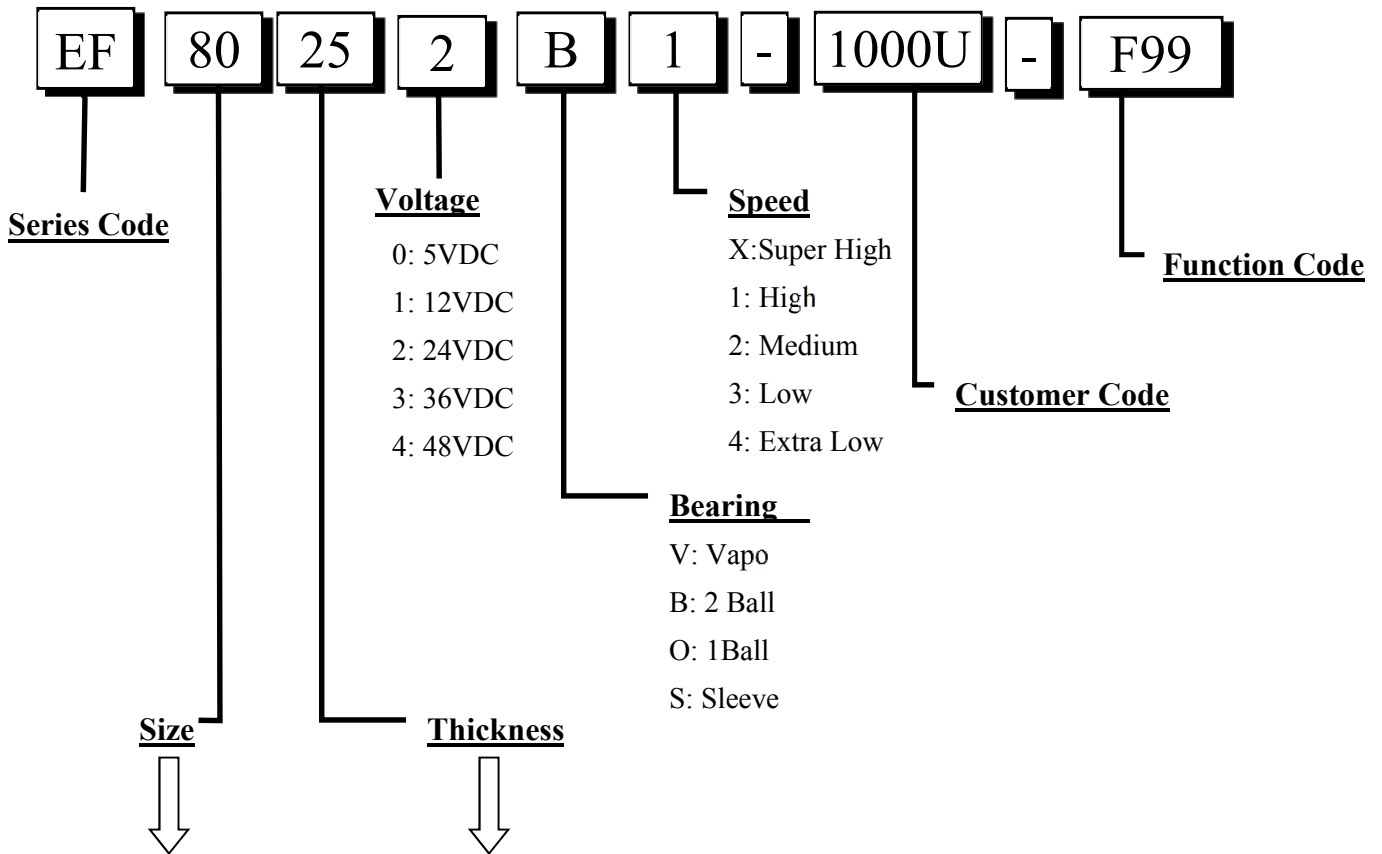 EF 80 25 2 B 1 - 1000U - F99
Series Code
Voltage
0: 5VDC
1: 12VDC
2: 24VDC
3: 36VDC
4: 48VDC
Speed
X:Super High
1: High
2: Medium
3: Low
4: Extra Low
Function Code
Customer Code
Bearing
V: Vapo
B: 2 Ball
O: 1Ball
S: Sleeve
Size
Thickness